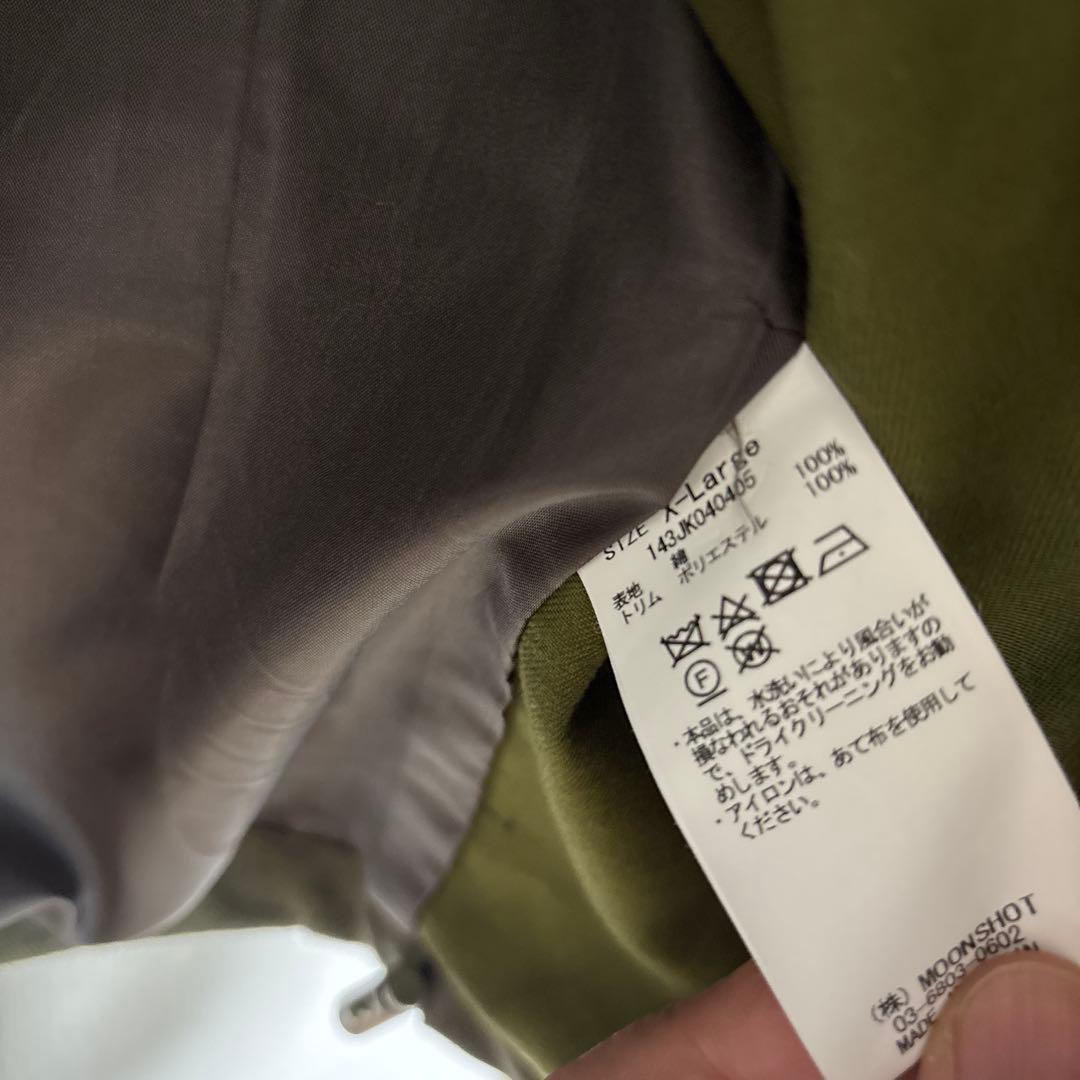 SIZE X-Large
143JK040405
表地 綿 100%
トリム ポリエステル 100%
F W
・本品は、水洗いにより風合いが
損なわれるおそれがありますの
で、ドライクリーニングをお勧
めします。
・アイロンは、あて布を使用して
ください。
(株) MOONSHOT
03-6803-0602
MADE